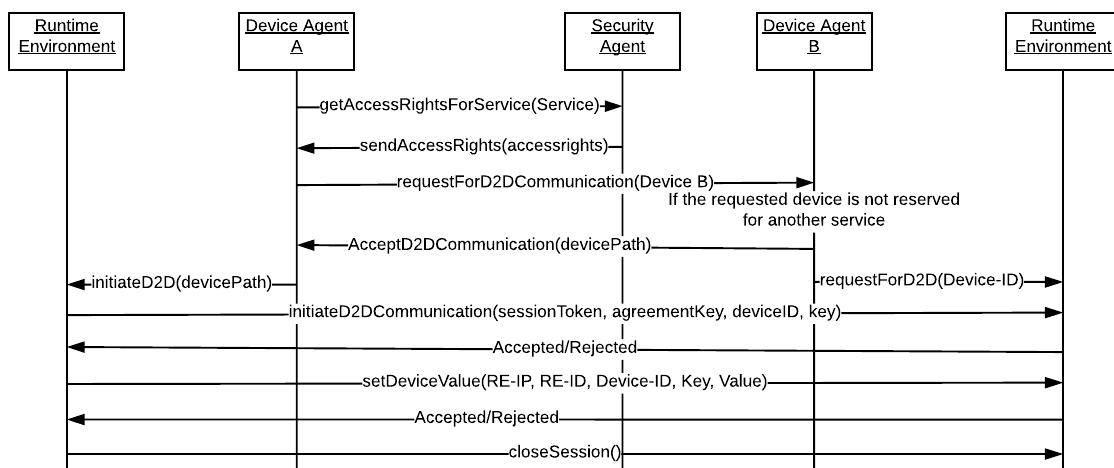 Runtime
Environment
Device Agent
A
Security
Agent
Device Agent
B
Runtime
Environment
getAccessRightsForService(Service)
sendAccessRights(accessrights)
requestForD2DCommunication(Device B)
If the requested device is not reserved
for another service
AcceptD2DCommunication(devicePath)
initiateD2D(devicePath)
requestForD2D(Device-ID)
initiateD2DCommunication(sessionToken, agreementKey, deviceID, key)
Accepted/Rejected
setDeviceValue(RE-IP, RE-ID, Device-ID, Key, Value)
Accepted/Rejected
closeSession()